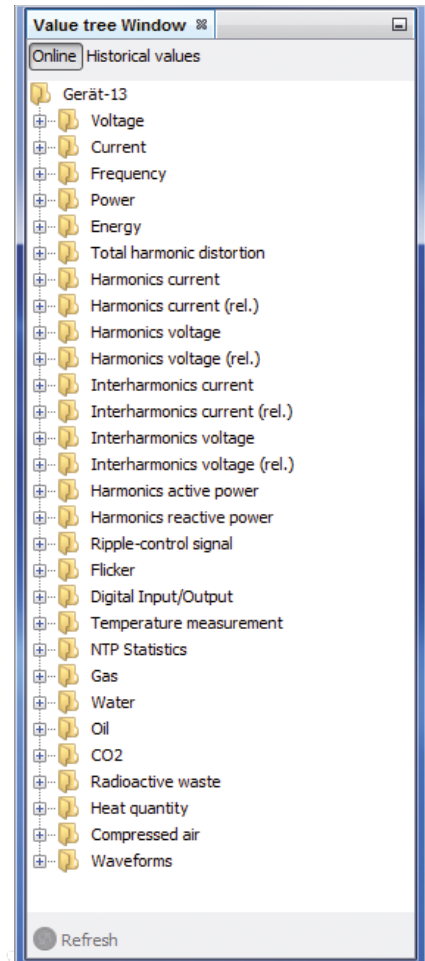 Value tree Window
Online Historical values
Gerät-13
Voltage
Current
Frequency
Power
Energy
Total harmonic distortion
Harmonics current
Harmonics current (rel.)
Harmonics voltage
Harmonics voltage (rel.)
Interharmonics current
Interharmonics current (rel.)
Interharmonics voltage
Interharmonics voltage (rel.)
Harmonics active power
Harmonics reactive power
Ripple-control signal
Flicker
Digital Input/Output
Temperature measurement
NTP Statistics
Gas
Water
Oil
CO2
Radioactive waste
Heat quantity
Compressed air
Waveforms
Refresh